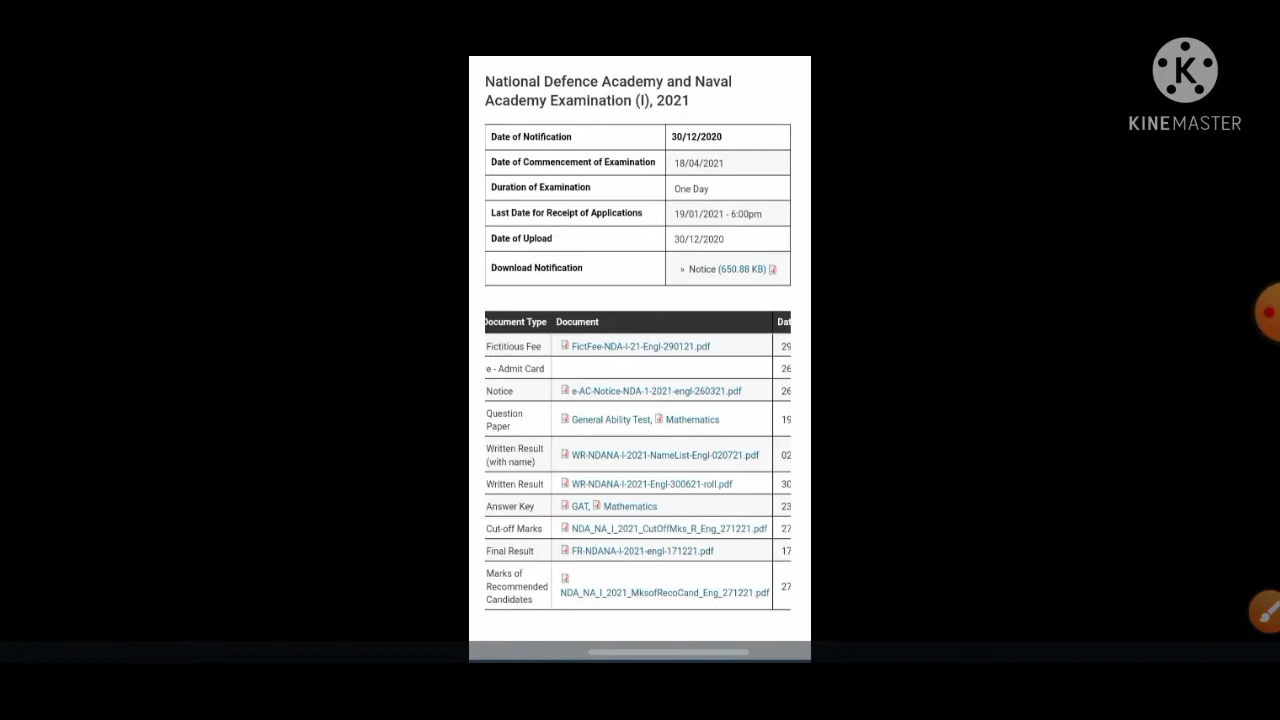 National Defence Academy and Naval
Academy Examination (I), 2021
Date of Notification 30/12/2020
Date of Commencement of Examination 18/04/2021
Duration of Examination One Day
Last Date for Receipt of Applications 19/01/2021 - 6:00pm
Date of Upload 30/12/2020
Download Notification » Notice (650.88 KB)
Document Type Document Dat
Fictitious Fee FictFee-NDA-I-21-Engl-290121.pdf 29
e - Admit Card 26
Notice e-AC-Notice-NDA-1-2021-engl-260321.pdf 26
Question
Paper
General Ability Test, Mathematics 19
Written Result
(with name)
WR-NDANA-I-2021-NameList-Engl-020721.pdf 02
Written Result WR-NDANA-I-2021-Engl-300621-roll.pdf 30
Answer Key GAT, Mathematics 23
Cut-off Marks NDA_NA_I_2021_CutOffMks_R_Eng_271221.pdf 27
Final Result FR-NDANA-I-2021-engl-171221.pdf 17
Marks of
Recommended
Candidates
NDA_NA_I_2021_MksofRecoCand_Eng_271221.pdf 27
K
KINEMASTER